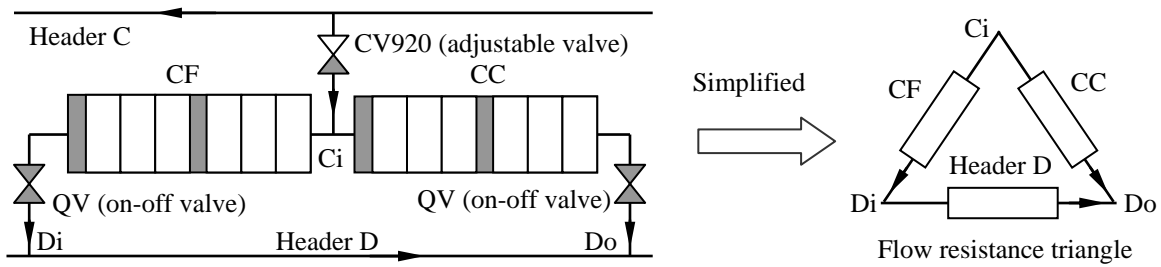 Header C
CV920 (adjustable valve)
CF
CC
Ci
QV (on-off valve)
QV (on-off valve)
Di
Header D
Do
Simplified
Ci
CF
CC
Header D
Di
Do
Flow resistance triangle